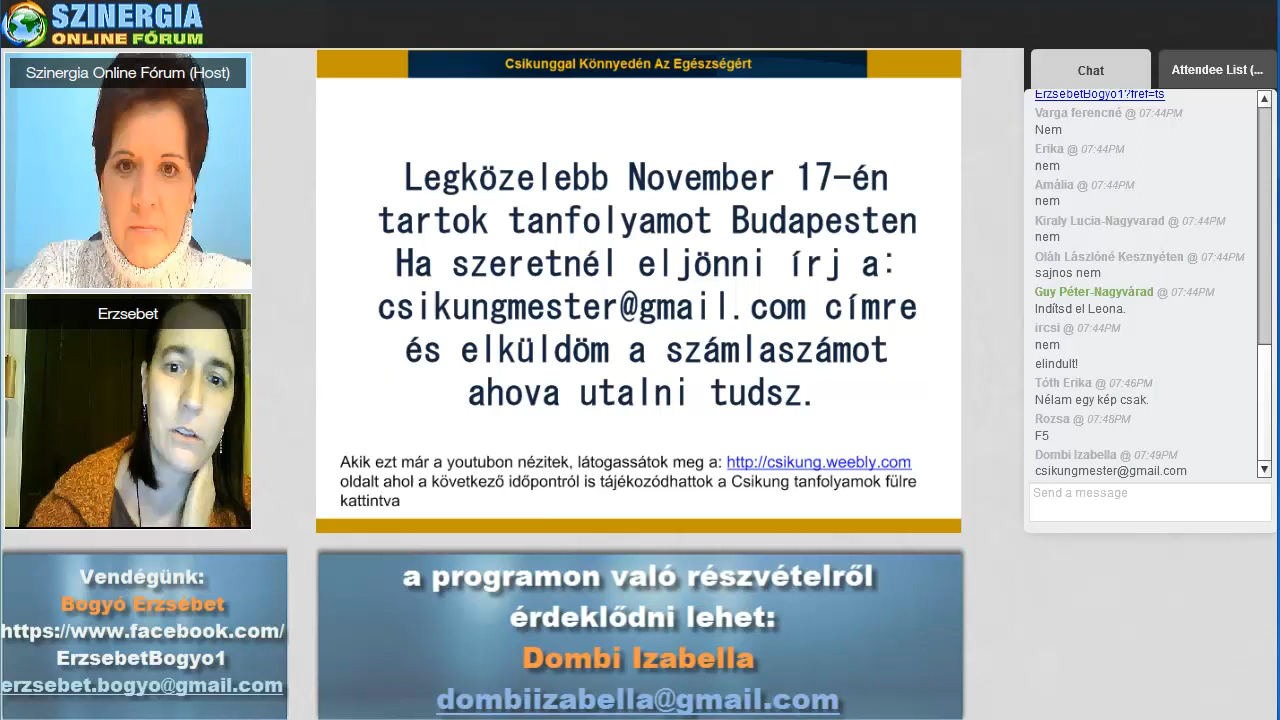 SZINERGIA
ONLINE FÓRUM
Szinergia Online Fórum (Host)
Erzsebet
Csikunggal Könnyedén Az Egészségért
Legközelebb November 17-én
tartok tanfolyamot Budapesten
Ha szeretnél eljönni írj a:
csikungmester@gmail.com címre
és elküldöm a számlaszámot
ahova utalni tudsz.
Akik ezt már a youtubon nézitek, látogassátok meg a: http://csikung.weebly.com
oldalt ahol a következő időpontról is tájékozódhattok a Csikung tanfolyamok fülre
kattintva
Chat
Attendee List (...
ErzsebetBogyo1?fref=ts
Varga ferencné @ 07:44PM
Nem
Erika @ 07:44PM
nem
Amália @ 07:44PM
nem
Kiraly Lucia-Nagyvarad @ 07:44PM
nem
Oláh Lászlóné Kesznyéten @ 07:44PM
sajnos nem
Guy Péter-Nagyvárad @ 07:44PM
Indítsd el Leona.
ircsi @ 07:44PM
nem
elindult!
Tóth Erika @ 07:46PM
Nélam egy kép csak.
Rozsa @ 07:48PM
F5
Dombi Izabella @ 07:49PM
csikungmester@gmail.com
Send a message
Vendégünk:
Bogyó Erzsébet
https://www.facebook.com/
ErzsebetBogyo1
erzsebet.bogyo@gmail.com
a programon való részvételről
érdeklődni lehet:
Dombi Izabella
dombiizabella@gmail.com